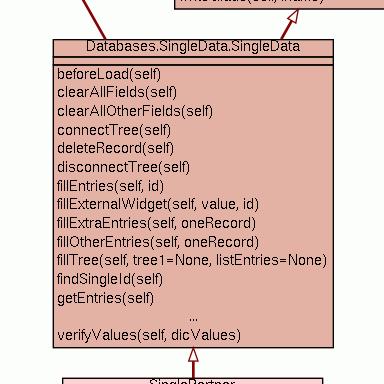 Databases.SingleData.SingleData
beforeLoad(self)
clearAllFields(self)
clearAllOtherFields(self)
connectTree(self)
deleteRecord(self)
disconnectTree(self)
fillEntries(self, id)
fillExternalWidget(self, value, id)
fillExtraEntries(self, oneRecord)
fillOtherEntries(self, oneRecord)
fillTree(self, tree1=None, listEntries=None)
findSingleId(self)
getEntries(self)
...
verifyValues(self, dicValues)